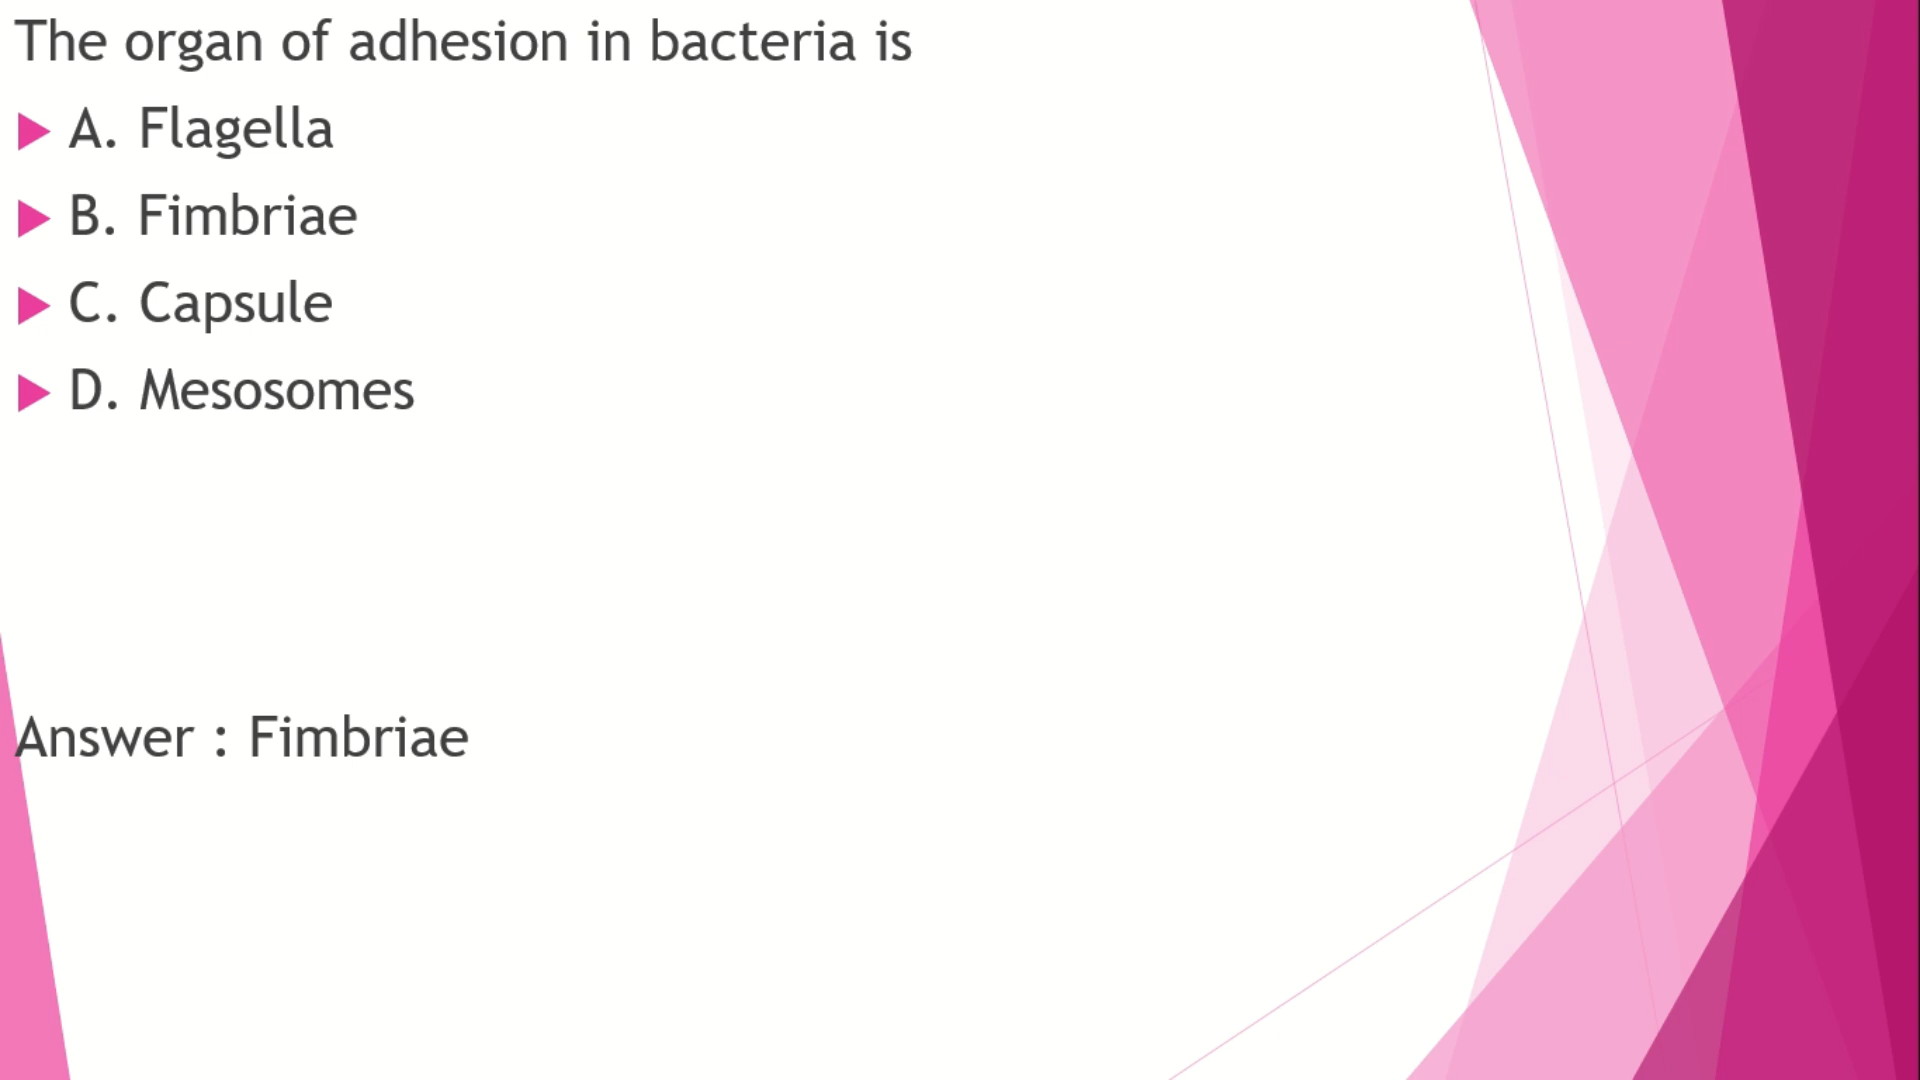 The organ of adhesion in bacteria is
A. Flagella
B. Fimbriae
C. Capsule
D. Mesosomes
Answer : Fimbriae